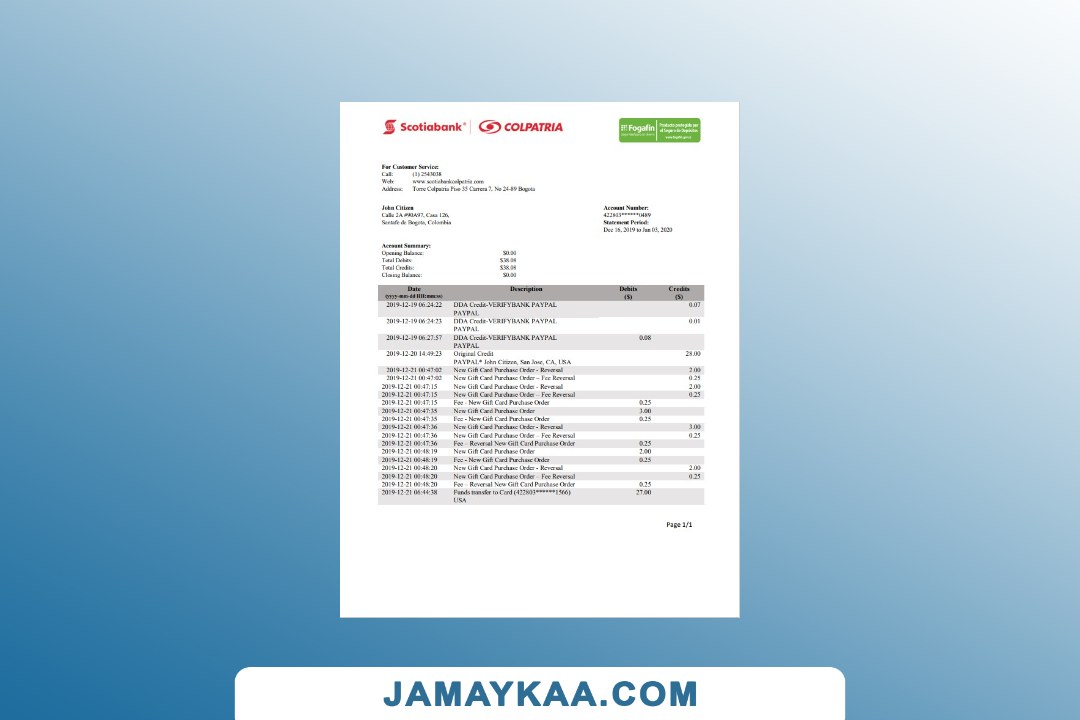 Scotiabank® | COLPATRIA
Fogafín
Producto protegido por
el Seguro de Depósitos
For Customer Service:
Call: (1) 2543038
Web: www.scotiabankcolpatria.com
Address: Torre Colpatria Piso 35 Carrera 7, No 24-89 Bogota
John Citizen
Calle 2A #90A97, Casa 126,
Santafe de Bogota, Colombia
Account Number:
422803******0489
Statement Period:
Dec 16, 2019 to Jan 03, 2020
Account Summary:
Opening Balance: $0.00
Total Debits: $38.08
Total Credits: $38.08
Closing Balance: $0.00
Date Description Debits Credits
(yyyy-mm-dd HH:mm:ss) ($) ($)
2019-12-19 06:24:22 DDA Credit-VERIFYBANK PAYPAL 0.07
PAYPAL
2019-12-19 06:24:23 DDA Credit-VERIFYBANK PAYPAL 0.01
PAYPAL
2019-12-19 06:27:57 DDA Credit-VERIFYBANK PAYPAL 0.08
PAYPAL
2019-12-20 14:49:23 Original Credit 28.00
PAYPAL* John Citizen, San Jose, CA, USA
2019-12-21 00:47:02 New Gift Card Purchase Order - Reversal 2.00
2019-12-21 00:47:02 New Gift Card Purchase Order – Fee Reversal 0.25
2019-12-21 00:47:15 New Gift Card Purchase Order - Reversal 2.00
2019-12-21 00:47:15 New Gift Card Purchase Order – Fee Reversal 0.25
2019-12-21 00:47:15 Fee - New Gift Card Purchase Order 0.25
2019-12-21 00:47:35 New Gift Card Purchase Order 3.00
2019-12-21 00:47:35 Fee - New Gift Card Purchase Order 0.25
2019-12-21 00:47:36 New Gift Card Purchase Order - Reversal 3.00
2019-12-21 00:47:36 New Gift Card Purchase Order – Fee Reversal 0.25
2019-12-21 00:47:36 Fee – Reversal New Gift Card Purchase Order 0.25
2019-12-21 00:48:19 New Gift Card Purchase Order 2.00
2019-12-21 00:48:19 Fee - New Gift Card Purchase Order 0.25
2019-12-21 00:48:20 New Gift Card Purchase Order - Reversal 2.00
2019-12-21 00:48:20 New Gift Card Purchase Order – Fee Reversal 0.25
2019-12-21 00:48:20 Fee – Reversal New Gift Card Purchase Order 0.25
2019-12-21 06:44:38 Funds transfer to Card (422803******1566) 27.00
USA
Page 1/1
JAMAYKAA.COM